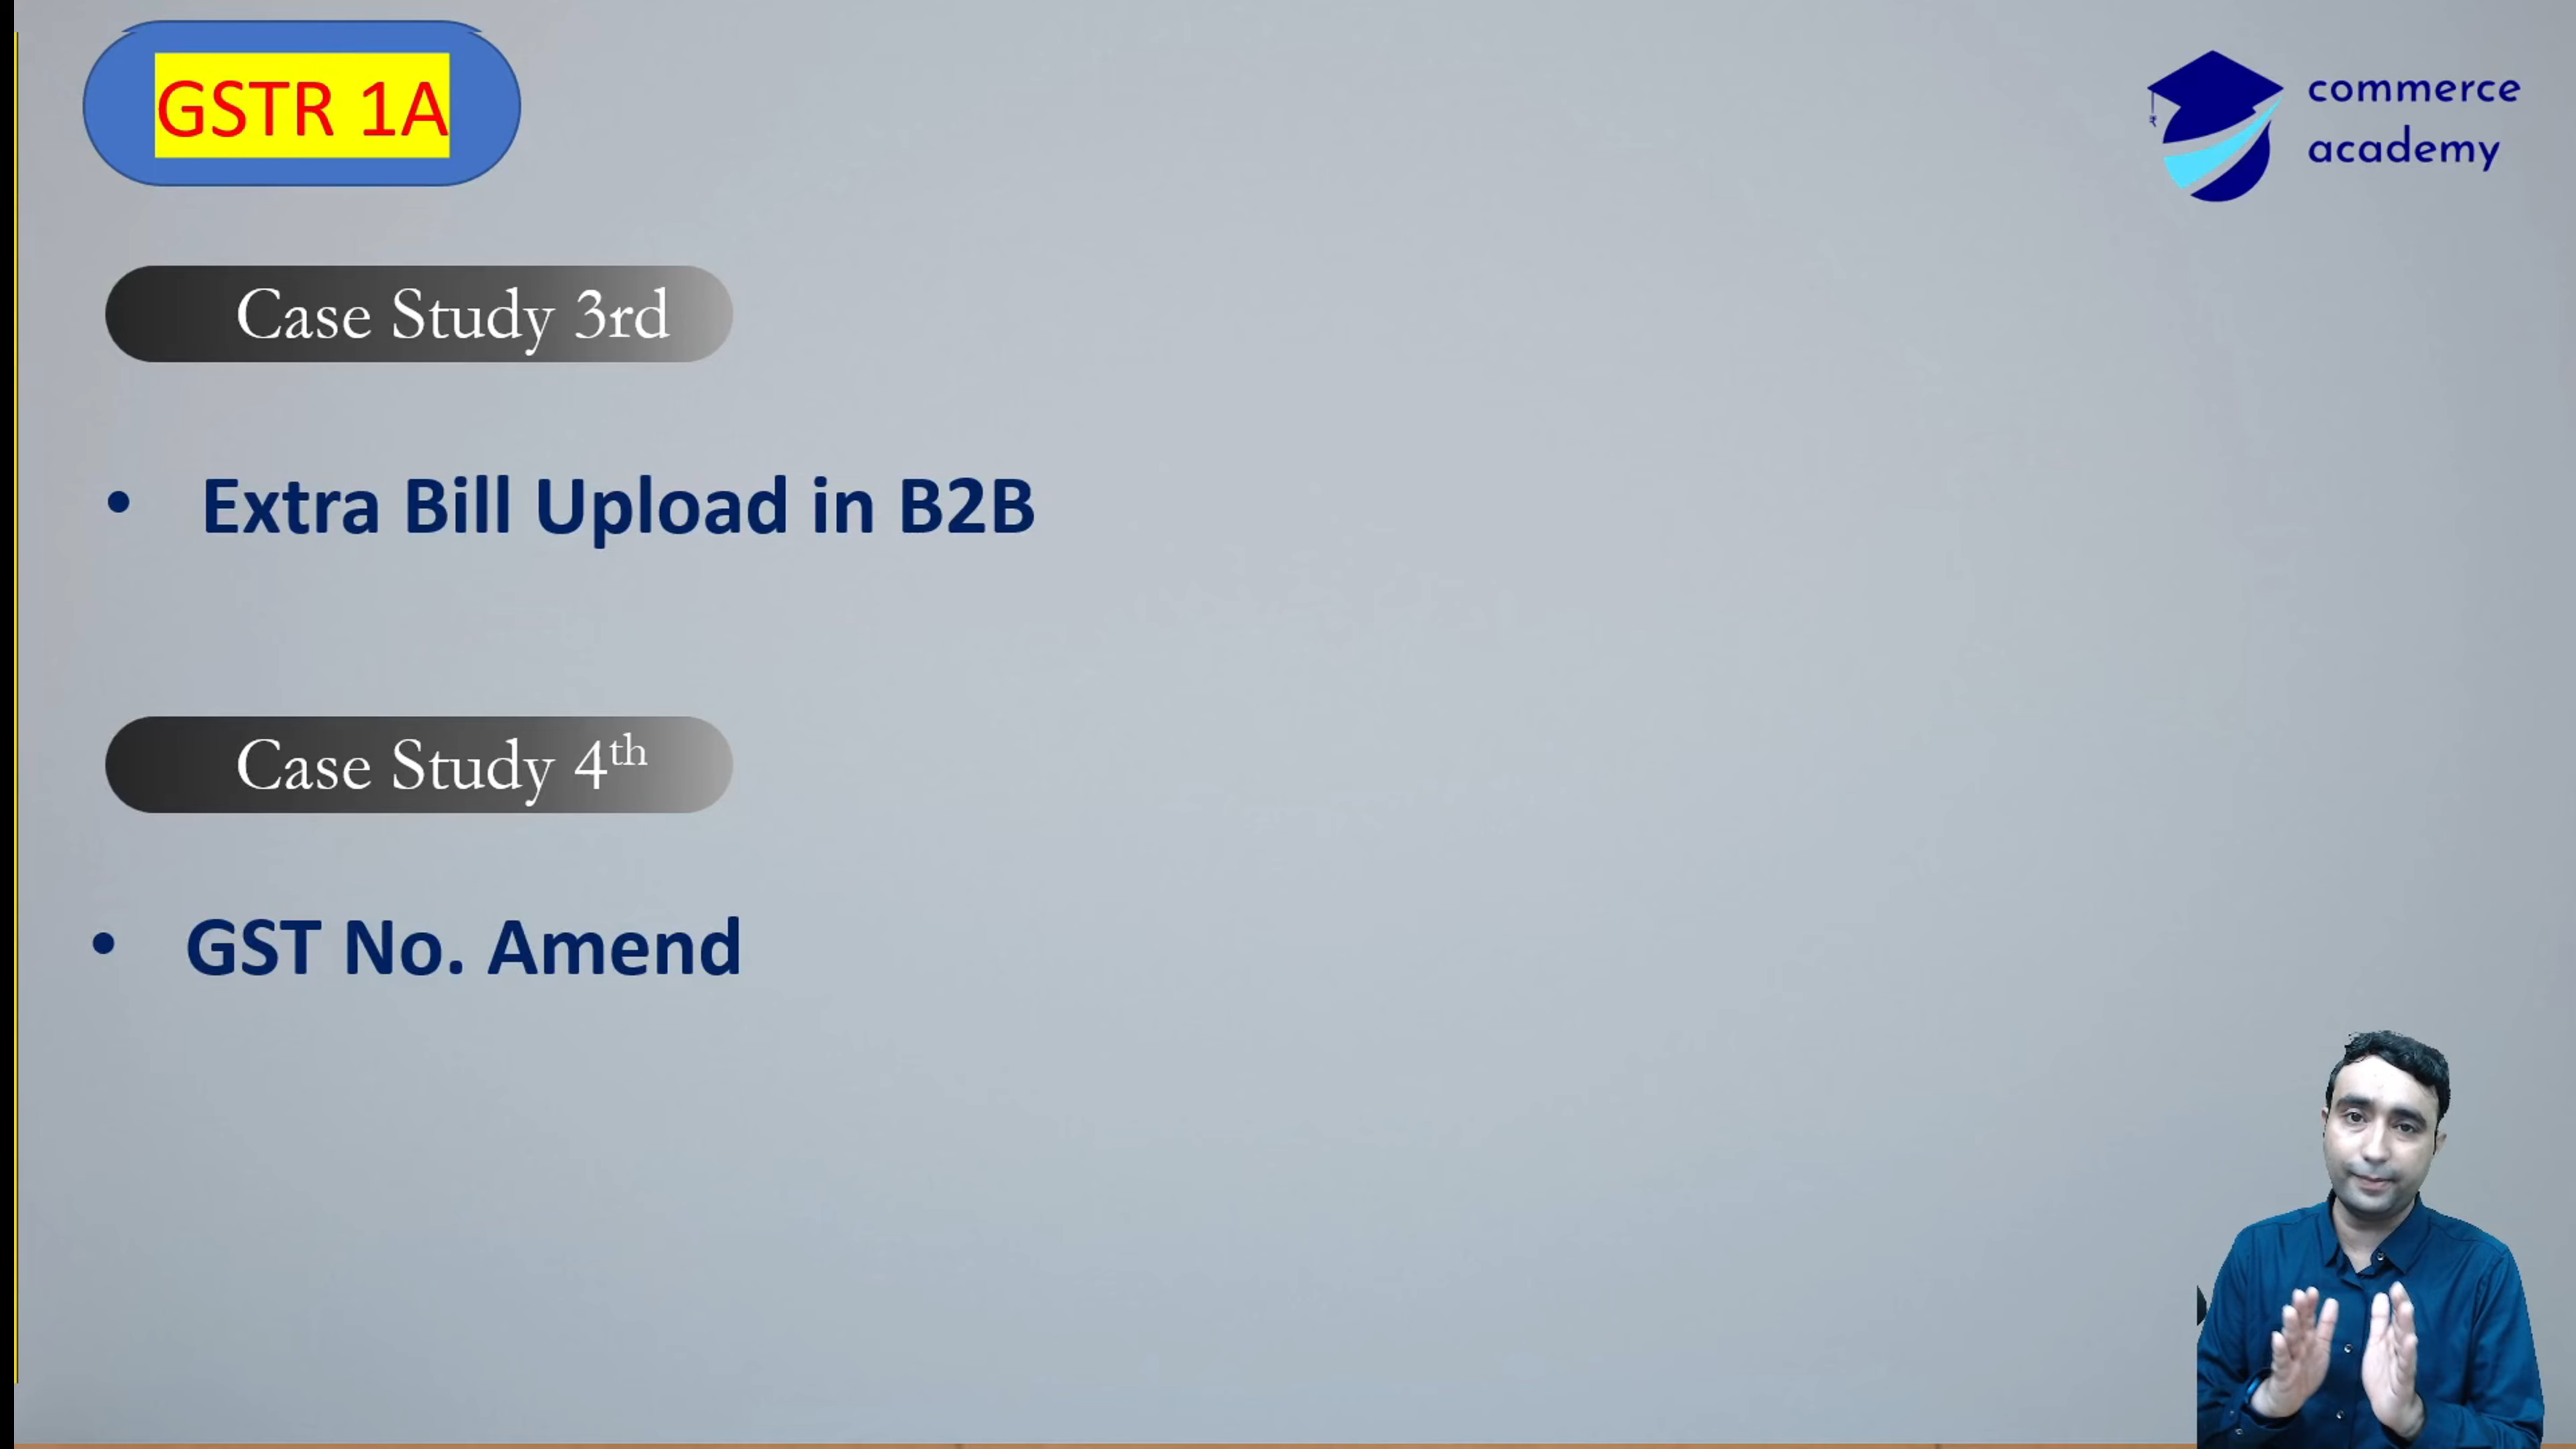 GSTR 1A
commerce
academy
Case Study 3rd
• Extra Bill Upload in B2B
Case Study 4th
• GST No. Amend